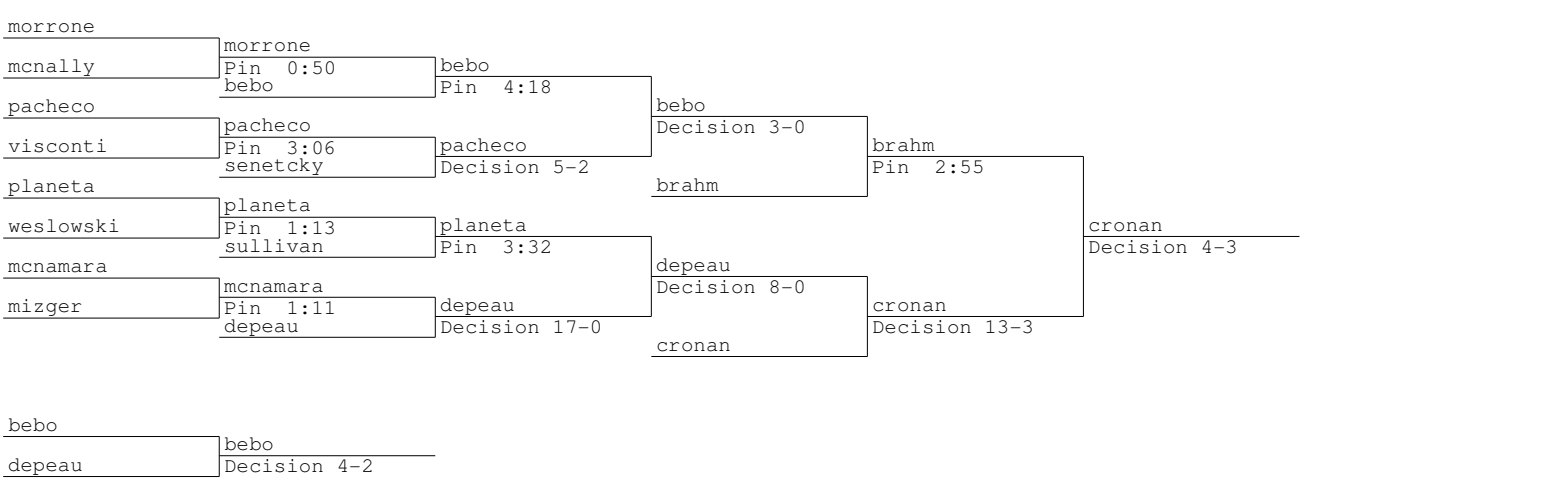 morrone
morrone
mcnally
Pin 0:50
bebo
bebo
Pin 4:18
pacheco
bebo
pacheco
Decision 3-0
visconti
Pin 3:06
pacheco
brahm
senetcky
Decision 5-2
Pin 2:55
planeta
brahm
planeta
weslowski
Pin 1:13
planeta
cronan
sullivan
Pin 3:32
Decision 4-3
mcnamara
depeau
mcnamara
Decision 8-0
mizger
Pin 1:11
depeau
cronan
depeau
Decision 17-0
Decision 13-3
cronan
bebo
bebo
depeau
Decision 4-2